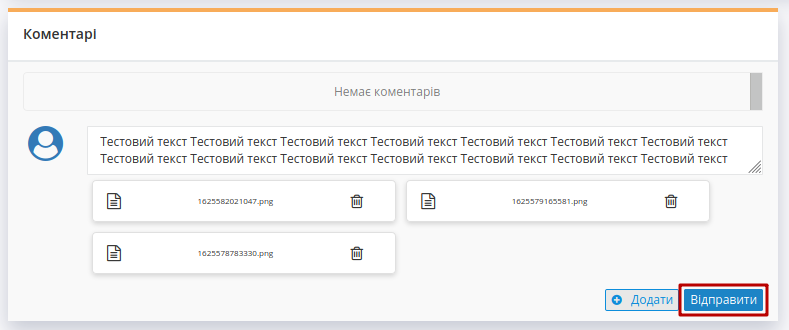 Коментарі
Немає коментарів
Тестовий текст Тестовий текст Тестовий текст Тестовий текст Тестовий текст Тестовий текст Тестовий текст
Тестовий текст Тестовий текст Тестовий текст Тестовий текст Тестовий текст Тестовий текст Тестовий текст
1625582021047.png 1625579165581.png
1625578783330.png
Додати Відправити